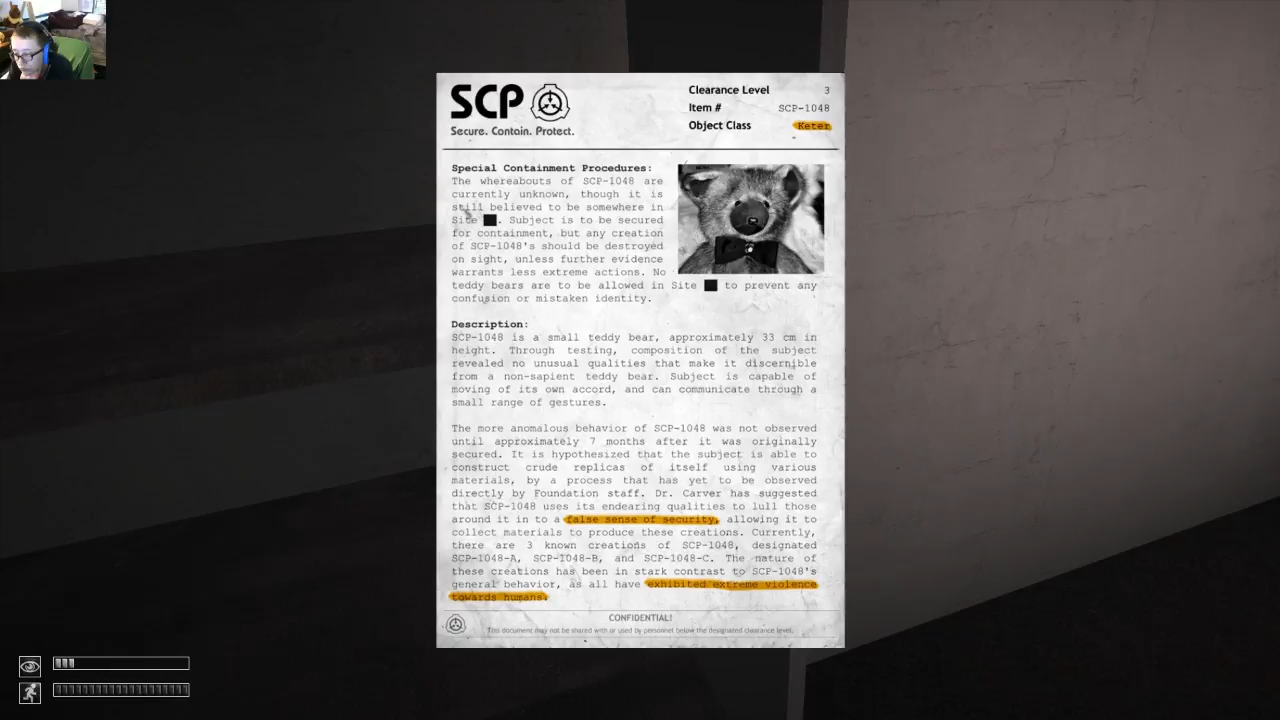 SCP
Secure. Contain. Protect.
Clearance Level 3
Item # SCP-1048
Object Class Keter
Special Containment Procedures:
The whereabouts of SCP-1048 are
currently unknown, though it is
still believed to be somewhere in
Site ██. Subject is to be secured
for containment, but any creation
of SCP-1048's should be destroyed
on sight, unless further evidence
warrants less extreme actions. No
teddy bears are to be allowed in Site ██ to prevent any
confusion or mistaken identity.
Description:
SCP-1048 is a small teddy bear, approximately 33 cm in
height. Through testing, composition of the subject
revealed no unusual qualities that make it discernible
from a non-sapient teddy bear. Subject is capable of
moving of its own accord, and can communicate through a
small range of gestures.
The more anomalous behavior of SCP-1048 was not observed
until approximately 7 months after it was originally
secured. It is hypothesized that the subject is able to
construct crude replicas of itself using various
materials, by a process that has yet to be observed
directly by Foundation staff. Dr. Carver has suggested
that SCP-1048 uses its endearing qualities to lull those
around it in to a false sense of security, allowing it to
collect materials to produce these creations. Currently,
there are 3 known creations of SCP-1048, designated
SCP-1048-A, SCP-1048-B, and SCP-1048-C. The nature of
these creations has been in stark contrast to SCP-1048's
general behavior, as all have exhibited extreme violence
towards humans.
CONFIDENTIAL!
This document may not be shared with or used by personnel below the designated clearance level.